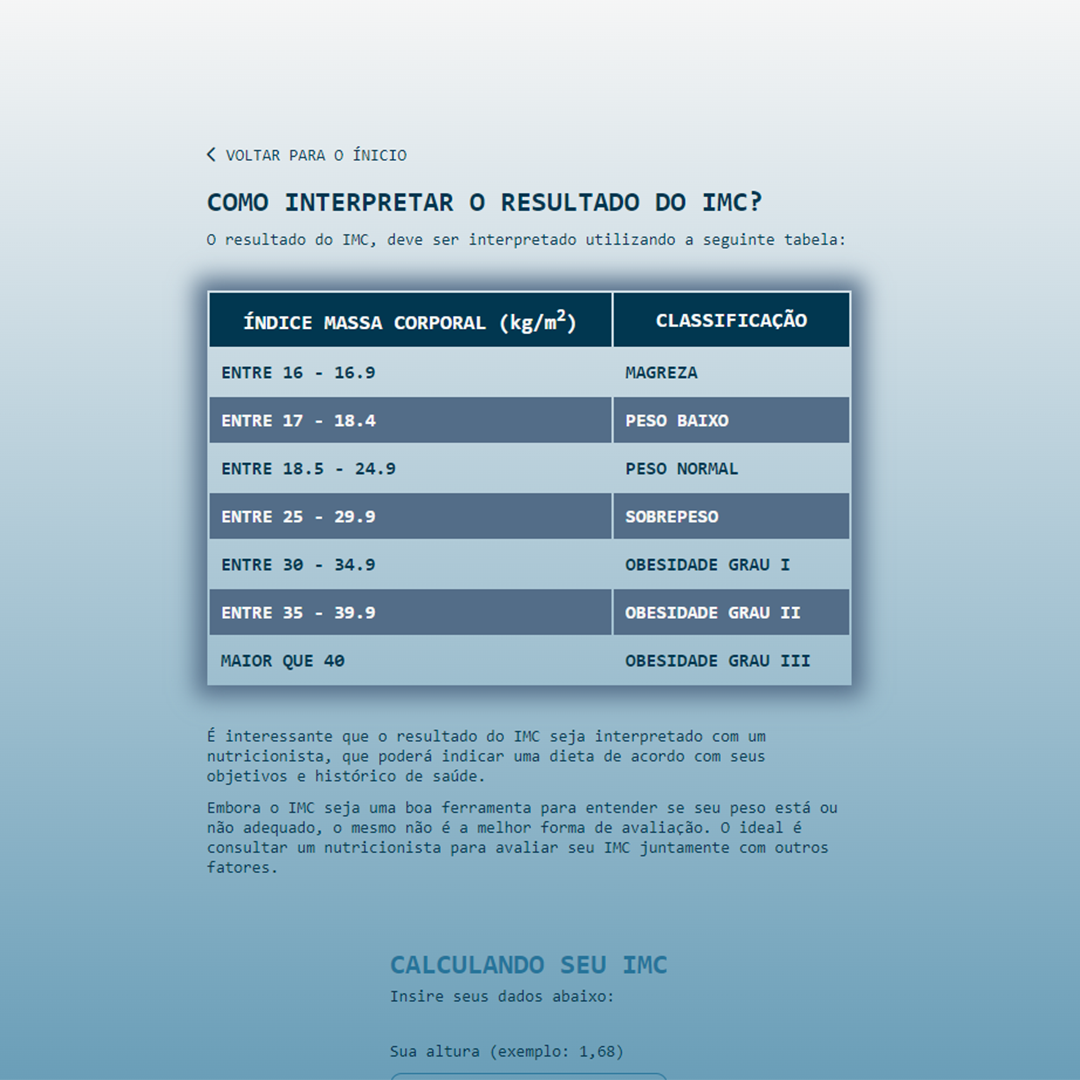 VOLTAR PARA O ÍNICIO
COMO INTERPRETAR O RESULTADO DO IMC?
O resultado do IMC, deve ser interpretado utilizando a seguinte tabela:
ÍNDICE MASSA CORPORAL (kg/m²) CLASSIFICAÇÃO
ENTRE 16 - 16.9 MAGREZA
ENTRE 17 - 18.4 PESO BAIXO
ENTRE 18.5 - 24.9 PESO NORMAL
ENTRE 25 - 29.9 SOBREPESO
ENTRE 30 - 34.9 OBESIDADE GRAU I
ENTRE 35 - 39.9 OBESIDADE GRAU II
MAIOR QUE 40 OBESIDADE GRAU III
É interessante que o resultado do IMC seja interpretado com um
nutricionista, que poderá indicar uma dieta de acordo com seus
objetivos e histórico de saúde.
Embora o IMC seja uma boa ferramenta para entender se seu peso está ou
não adequado, o mesmo não é a melhor forma de avaliação. O ideal é
consultar um nutricionista para avaliar seu IMC juntamente com outros
fatores.
CALCULANDO SEU IMC
Insire seus dados abaixo:
Sua altura (exemplo: 1,68)